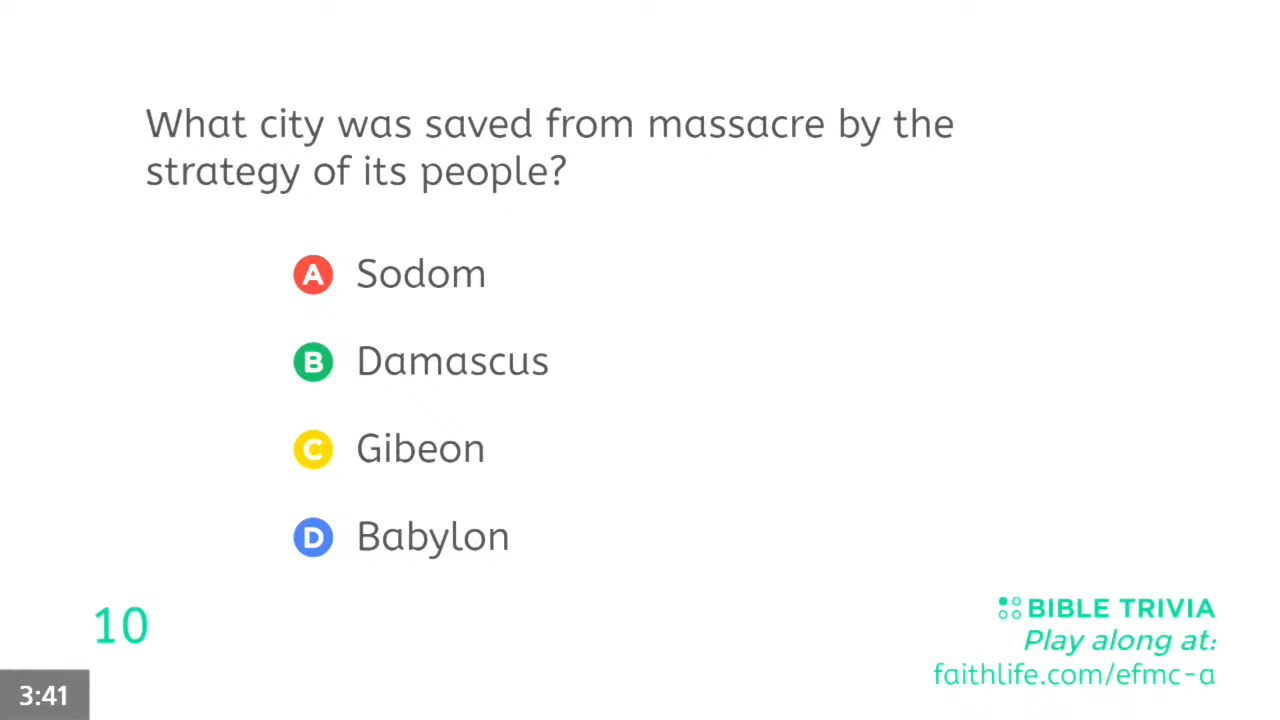 What city was saved from massacre by the
strategy of its people?
A Sodom
B Damascus
C Gibeon
D Babylon
10
BIBLE TRIVIA
Play along at:
faithlife.com/efmc-a
3:41